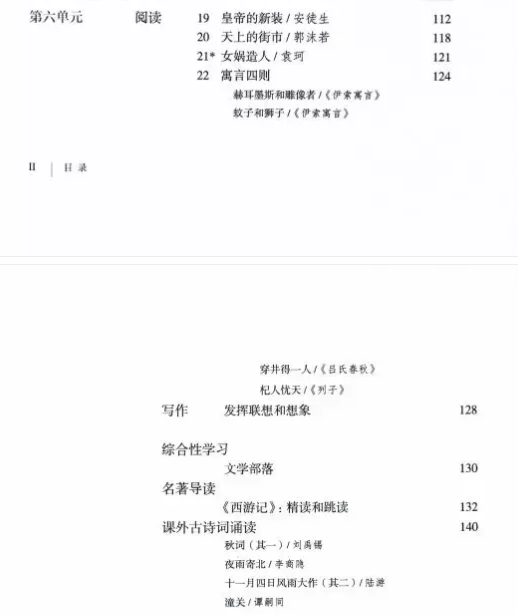 第六单元 阅读 19 皇帝的新装/安徒生 112
20 天上的街市/郭沫若 118
21* 女娲造人/袁珂 121
22 寓言四则 124
赫耳墨斯和雕像者/《伊索寓言》
蚊子和狮子/《伊索寓言》
II | 目录
穿井得一人/《吕氏春秋》
杞人忧天/《列子》
写作 发挥联想和想象 128
综合性学习
文学部落 130
名著导读
《西游记》:精读和跳读 132
课外古诗词诵读 140
秋词(其一)/刘禹锡
夜雨寄北/李商隐
十一月四日风雨大作(其二)/陆游
潼关/谭嗣同